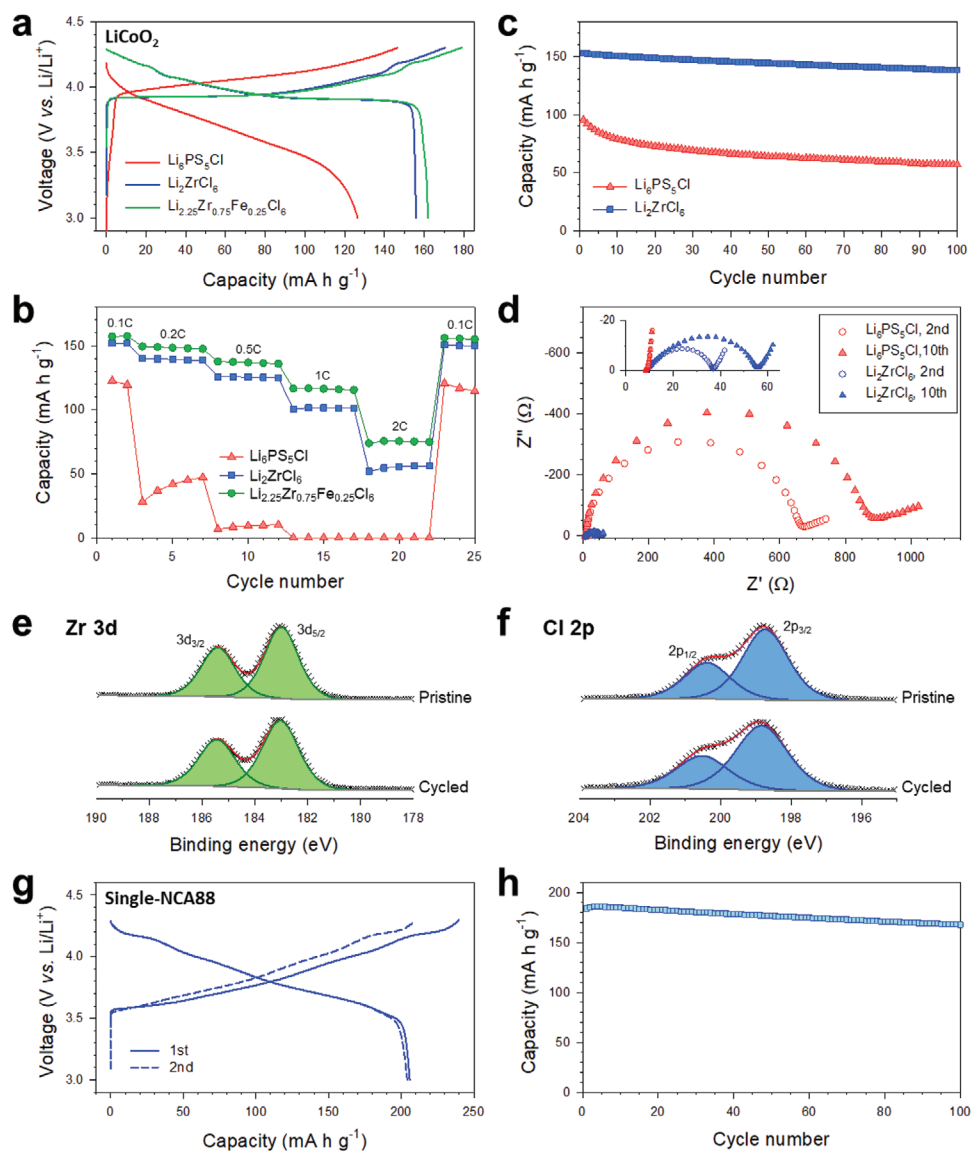 a
LiCoO₂
4.5
4.0
3.5
3.0
Voltage (V vs. Li/Li⁺)
Li₆PS₅Cl
Li₂ZrCl₆
Li₂.₂₅Zr₀.₇₅Fe₀.₂₅Cl₆
0 20 40 60 80 100 120 140 160 180
Capacity (mA h g⁻¹)
c
200
150
100
50
0
Capacity (mA h g⁻¹)
Li₆PS₅Cl
Li₂ZrCl₆
0 10 20 30 40 50 60 70 80 90 100
Cycle number
b
150
100
50
0
Capacity (mA h g⁻¹)
0.1C
0.2C
0.5C
1C
2C
0.1C
Li₆PS₅Cl
Li₂ZrCl₆
Li₂.₂₅Zr₀.₇₅Fe₀.₂₅Cl₆
0 5 10 15 20 25
Cycle number
d
-600
-400
-200
0
Z'' (Ω)
-20
0
0 20 40 60
Li₆PS₅Cl, 2nd
Li₆PS₅Cl,10th
Li₂ZrCl₆, 2nd
Li₂ZrCl₆, 10th
0 200 400 600 800 1000
Z' (Ω)
e
Zr 3d
3d₃/₂
3d₅/₂
Pristine
Cycled
190 188 186 184 182 180 178
Binding energy (eV)
f
Cl 2p
2p₁/₂
2p₃/₂
Pristine
Cycled
204 202 200 198 196
Binding energy (eV)
g
Single-NCA88
4.5
4.0
3.5
3.0
Voltage (V vs. Li/Li⁺)
1st
2nd
0 50 100 150 200 250
Capacity (mA h g⁻¹)
h
200
150
100
50
0
Capacity (mA h g⁻¹)
0 20 40 60 80 100
Cycle number